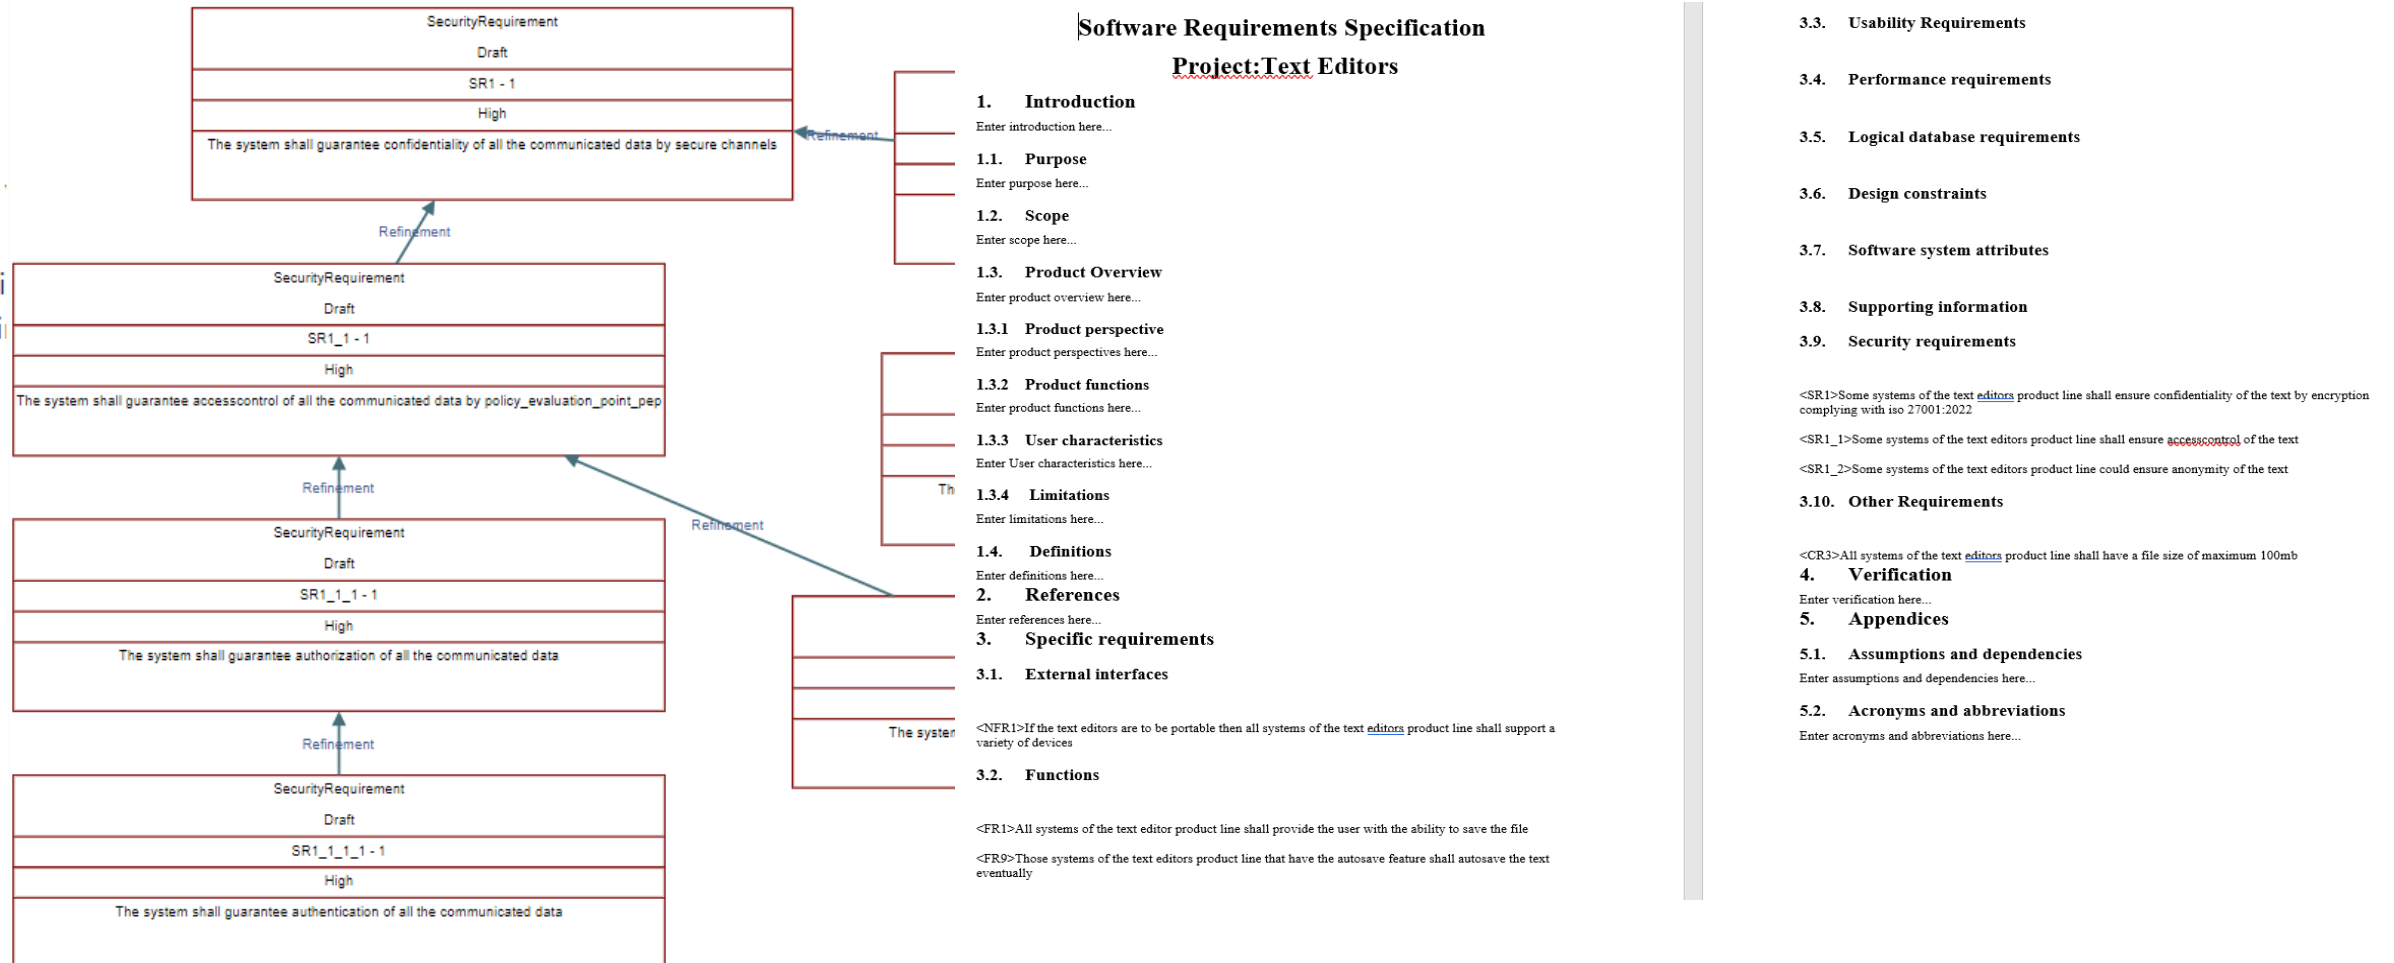 SecurityRequirement
Draft
SR1 - 1
High
The system shall guarantee confidentiality of all the communicated data by secure channels
Refinement
Refinement
SecurityRequirement
Draft
SR1_1 - 1
High
The system shall guarantee accesscontrol of all the communicated data by policy_evaluation_point_pep
Refinement
Refinement
SecurityRequirement
Draft
SR1_1_1 - 1
High
The system shall guarantee authorization of all the communicated data
Refinement
SecurityRequirement
Draft
SR1_1_1_1 - 1
High
The system shall guarantee authentication of all the communicated data
Th
The system
Software Requirements Specification
Project:Text Editors
1. Introduction
Enter introduction here...
1.1. Purpose
Enter purpose here...
1.2. Scope
Enter scope here...
1.3. Product Overview
Enter product overview here...
1.3.1 Product perspective
Enter product perspectives here...
1.3.2 Product functions
Enter product functions here...
1.3.3 User characteristics
Enter User characteristics here...
1.3.4 Limitations
Enter limitations here...
1.4. Definitions
Enter definitions here...
2. References
Enter references here...
3. Specific requirements
3.1. External interfaces
<NFR1>If the text editors are to be portable then all systems of the text editors product line shall support a
variety of devices
3.2. Functions
<FR1>All systems of the text editor product line shall provide the user with the ability to save the file
<FR9>Those systems of the text editors product line that have the autosave feature shall autosave the text
eventually
3.3. Usability Requirements
3.4. Performance requirements
3.5. Logical database requirements
3.6. Design constraints
3.7. Software system attributes
3.8. Supporting information
3.9. Security requirements
<SR1>Some systems of the text editors product line shall ensure confidentiality of the text by encryption
complying with iso 27001:2022
<SR1_1>Some systems of the text editors product line shall ensure accesscontrol of the text
<SR1_2>Some systems of the text editors product line could ensure anonymity of the text
3.10. Other Requirements
<CR3>All systems of the text editors product line shall have a file size of maximum 100mb
4. Verification
Enter verification here...
5. Appendices
5.1. Assumptions and dependencies
Enter assumptions and dependencies here...
5.2. Acronyms and abbreviations
Enter acronyms and abbreviations here...